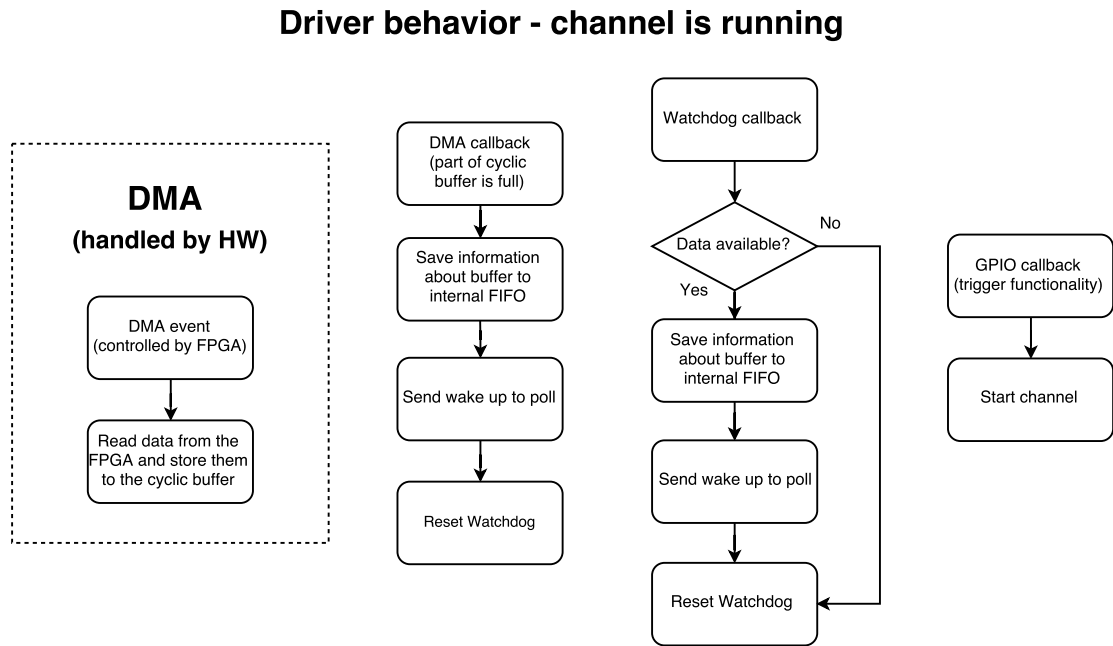 Driver behavior - channel is running
DMA
(handled by HW)
DMA event
(controlled by FPGA)
Read data from the
FPGA and store them
to the cyclic buffer
DMA callback
(part of cyclic
buffer is full)
Save information
about buffer to
internal FIFO
Send wake up to poll
Reset Watchdog
Watchdog callback
Data available?
No
Yes
Save information
about buffer to
internal FIFO
Send wake up to poll
Reset Watchdog
GPIO callback
(trigger functionality)
Start channel